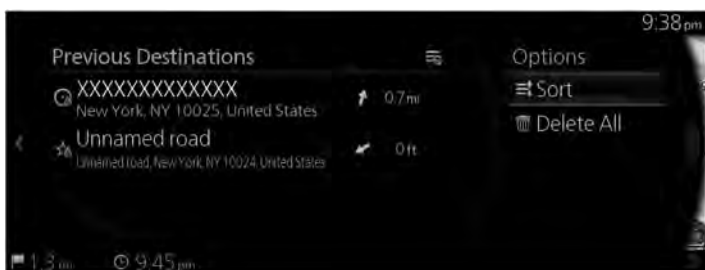 9:38 pm
Previous Destinations
Options
XXXXXXXXXXXXX
New York, NY 10025, United States
0.7 mi
Sort
Unnamed road
Unnamed road, New York, NY 10024, United States
0 ft
Delete All
1.3 mi
9:45 pm